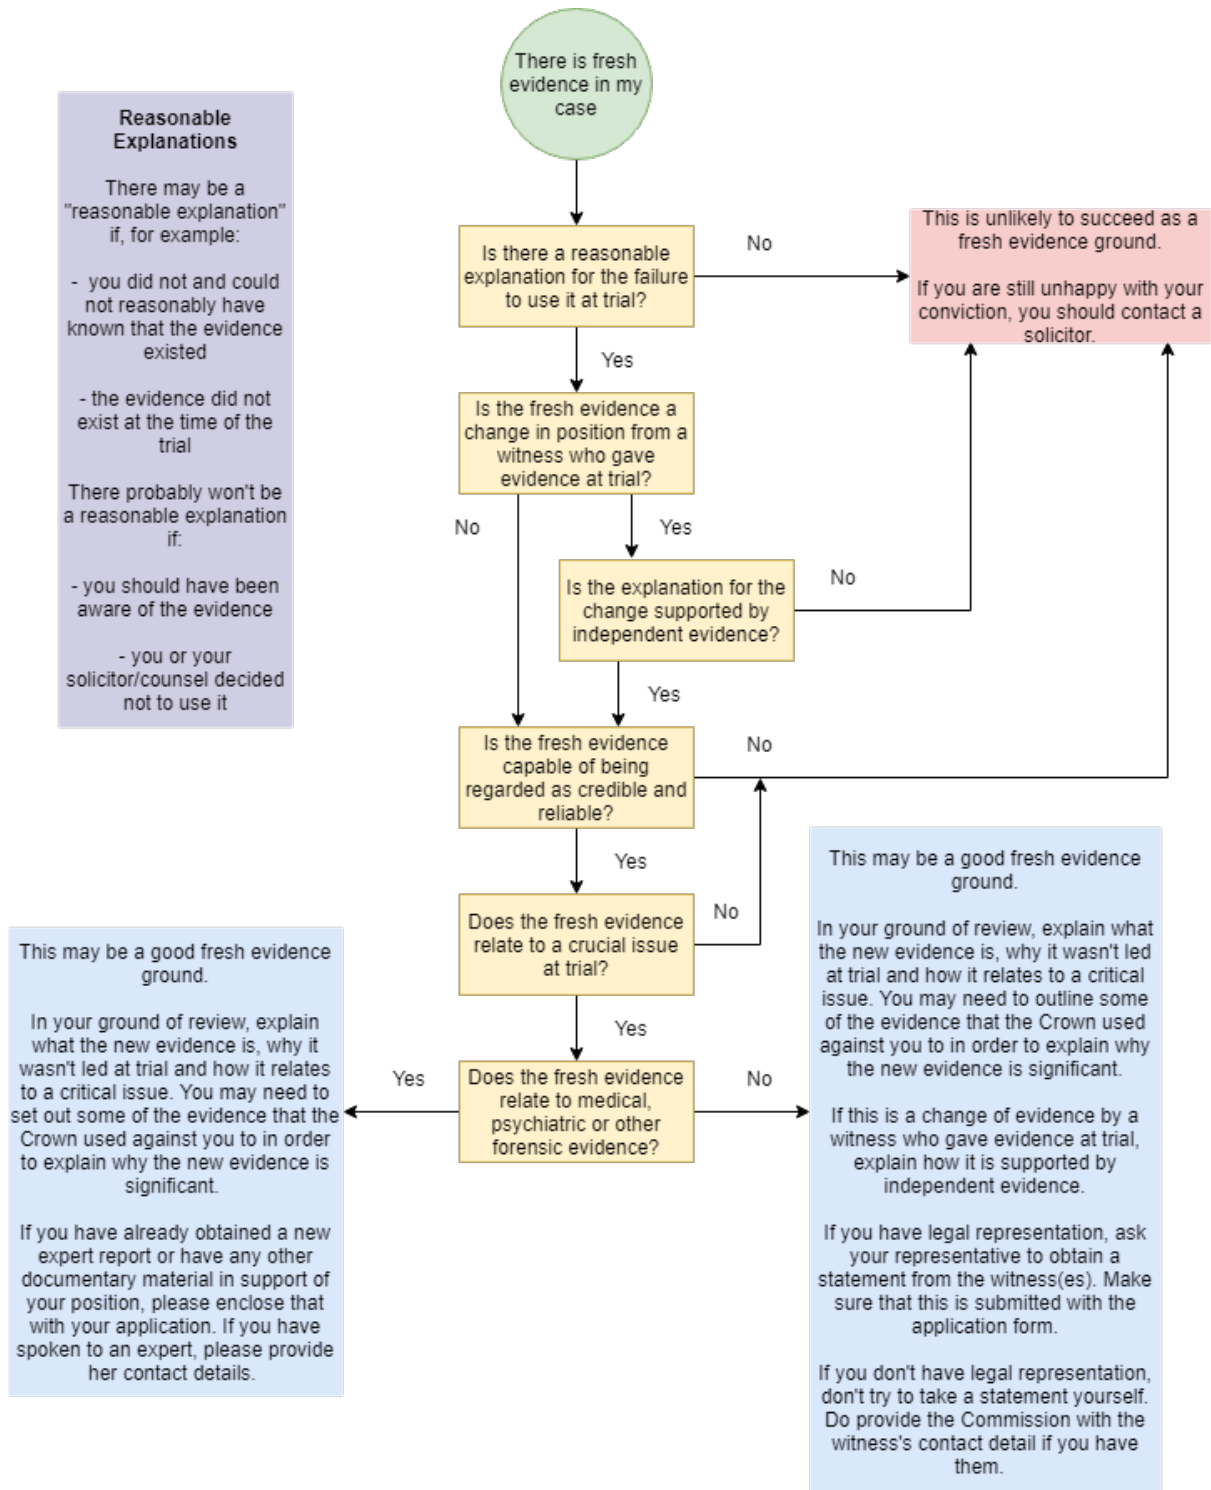 There is fresh
evidence in my
case
Reasonable
Explanations
There may be a
"reasonable explanation"
if, for example:
- you did not and could
not reasonably have
known that the evidence
existed
- the evidence did not
exist at the time of the
trial
There probably won't be
a reasonable explanation
if:
- you should have been
aware of the evidence
- you or your
solicitor/counsel decided
not to use it
Is there a reasonable
explanation for the failure
to use it at trial?
No
This is unlikely to succeed as a
fresh evidence ground.
If you are still unhappy with your
conviction, you should contact a
solicitor.
Yes
Is the fresh evidence a
change in position from a
witness who gave
evidence at trial?
No
Yes
Is the explanation for the
change supported by
independent evidence?
No
Yes
Is the fresh evidence
capable of being
regarded as credible and
reliable?
No
Yes
Does the fresh evidence
relate to a crucial issue
at trial?
No
Yes
Does the fresh evidence
relate to medical,
psychiatric or other
forensic evidence?
Yes
No
This may be a good fresh evidence
ground.
In your ground of review, explain
what the new evidence is, why it
wasn't led at trial and how it relates
to a critical issue. You may need to
set out some of the evidence that the
Crown used against you to in order
to explain why the new evidence is
significant.
If you have already obtained a new
expert report or have any other
documentary material in support of
your position, please enclose that
with your application. If you have
spoken to an expert, please provide
her contact details.
This may be a good fresh evidence
ground.
In your ground of review, explain what
the new evidence is, why it wasn't led
at trial and how it relates to a critical
issue. You may need to outline some
of the evidence that the Crown used
against you to in order to explain why
the new evidence is significant.
If this is a change of evidence by a
witness who gave evidence at trial,
explain how it is supported by
independent evidence.
If you have legal representation, ask
your representative to obtain a
statement from the witness(es). Make
sure that this is submitted with the
application form.
If you don't have legal representation,
don't try to take a statement yourself.
Do provide the Commission with the
witness's contact detail if you have
them.